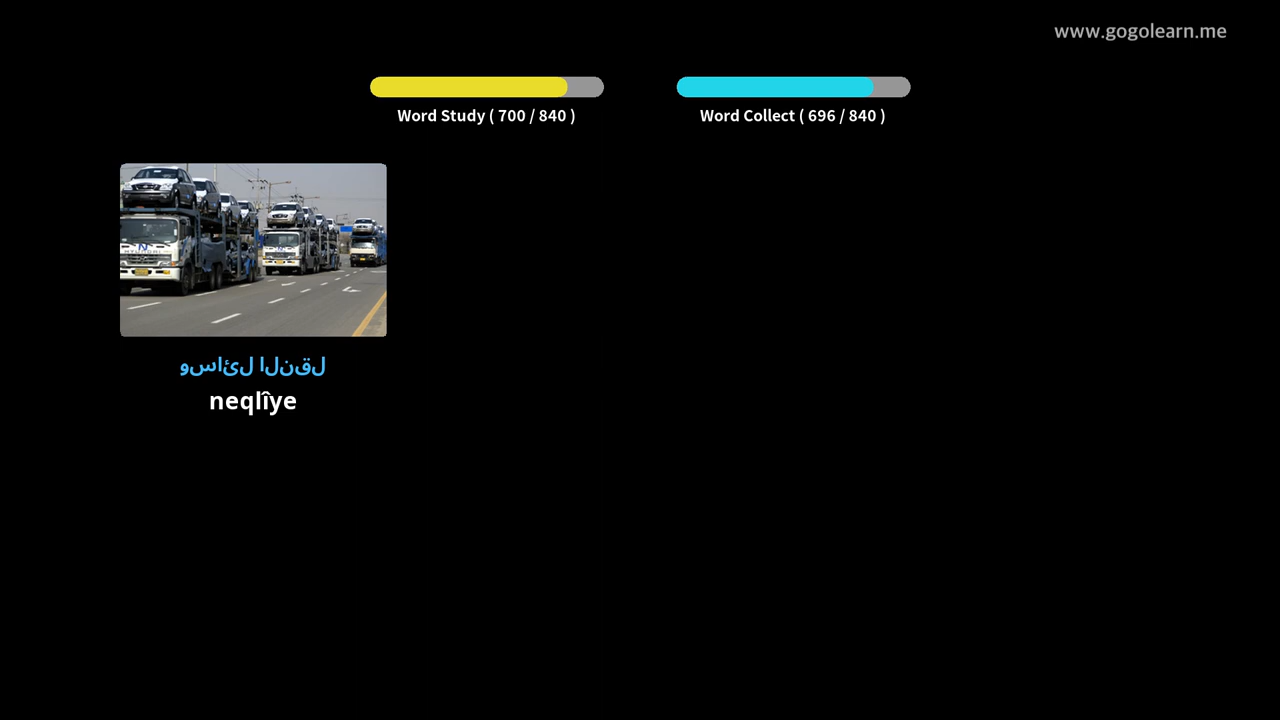 www.gogolearn.me
Word Study ( 700 / 840 )
Word Collect ( 696 / 840 )
وسائل النقل
neqlîye